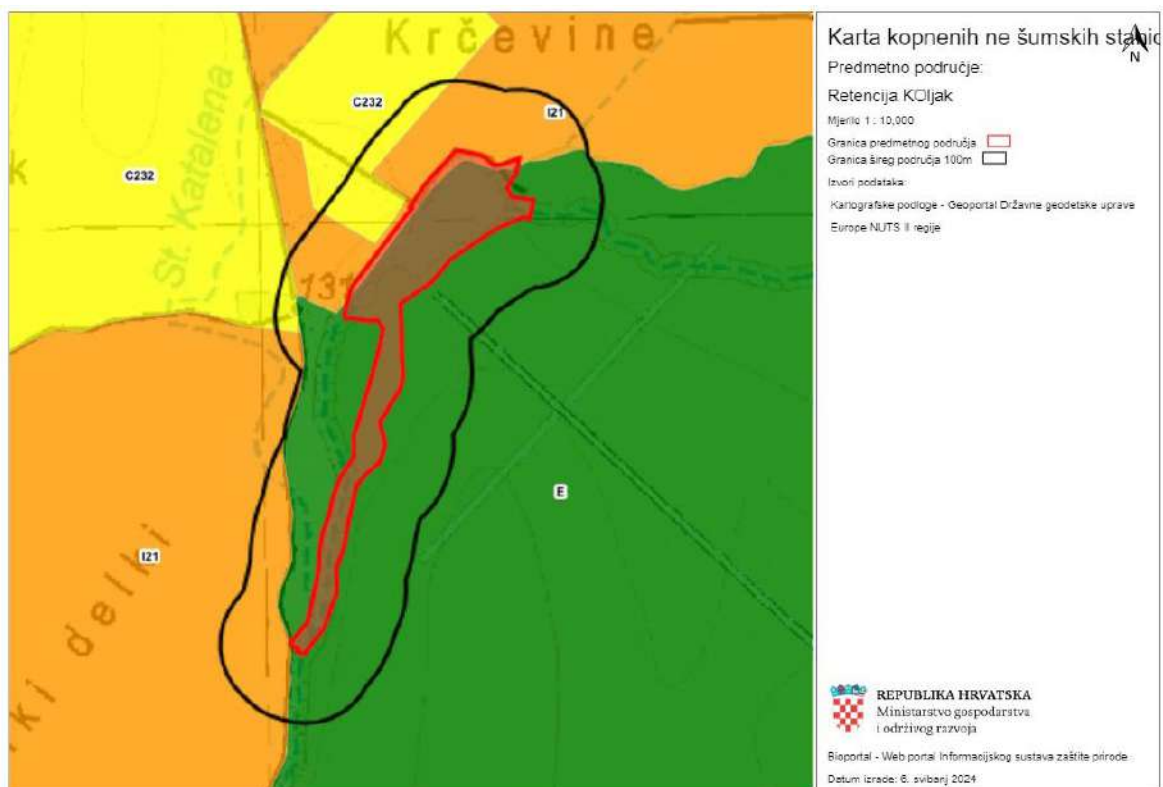 Krčevine
C232
I21
C232
k
St. Katalena
131
E
I21
ki delki
Karta kopnenih ne šumskih stanic
N
Predmetno područje:
Retencija KOljak
Mjerilo 1 : 10,000
Granica predmetnog područja
Granica šireg područja 100m
Izvori podataka:
Kartografske podloge - Geoportal Državne geodetske uprave
Europe NUTS II regije
REPUBLIKA HRVATSKA
Ministarstvo gospodarstva
i održivog razvoja
Bioportal - Web portal Informacijskog sustava zaštite prirode
Datum izrade: 6. svibanj 2024